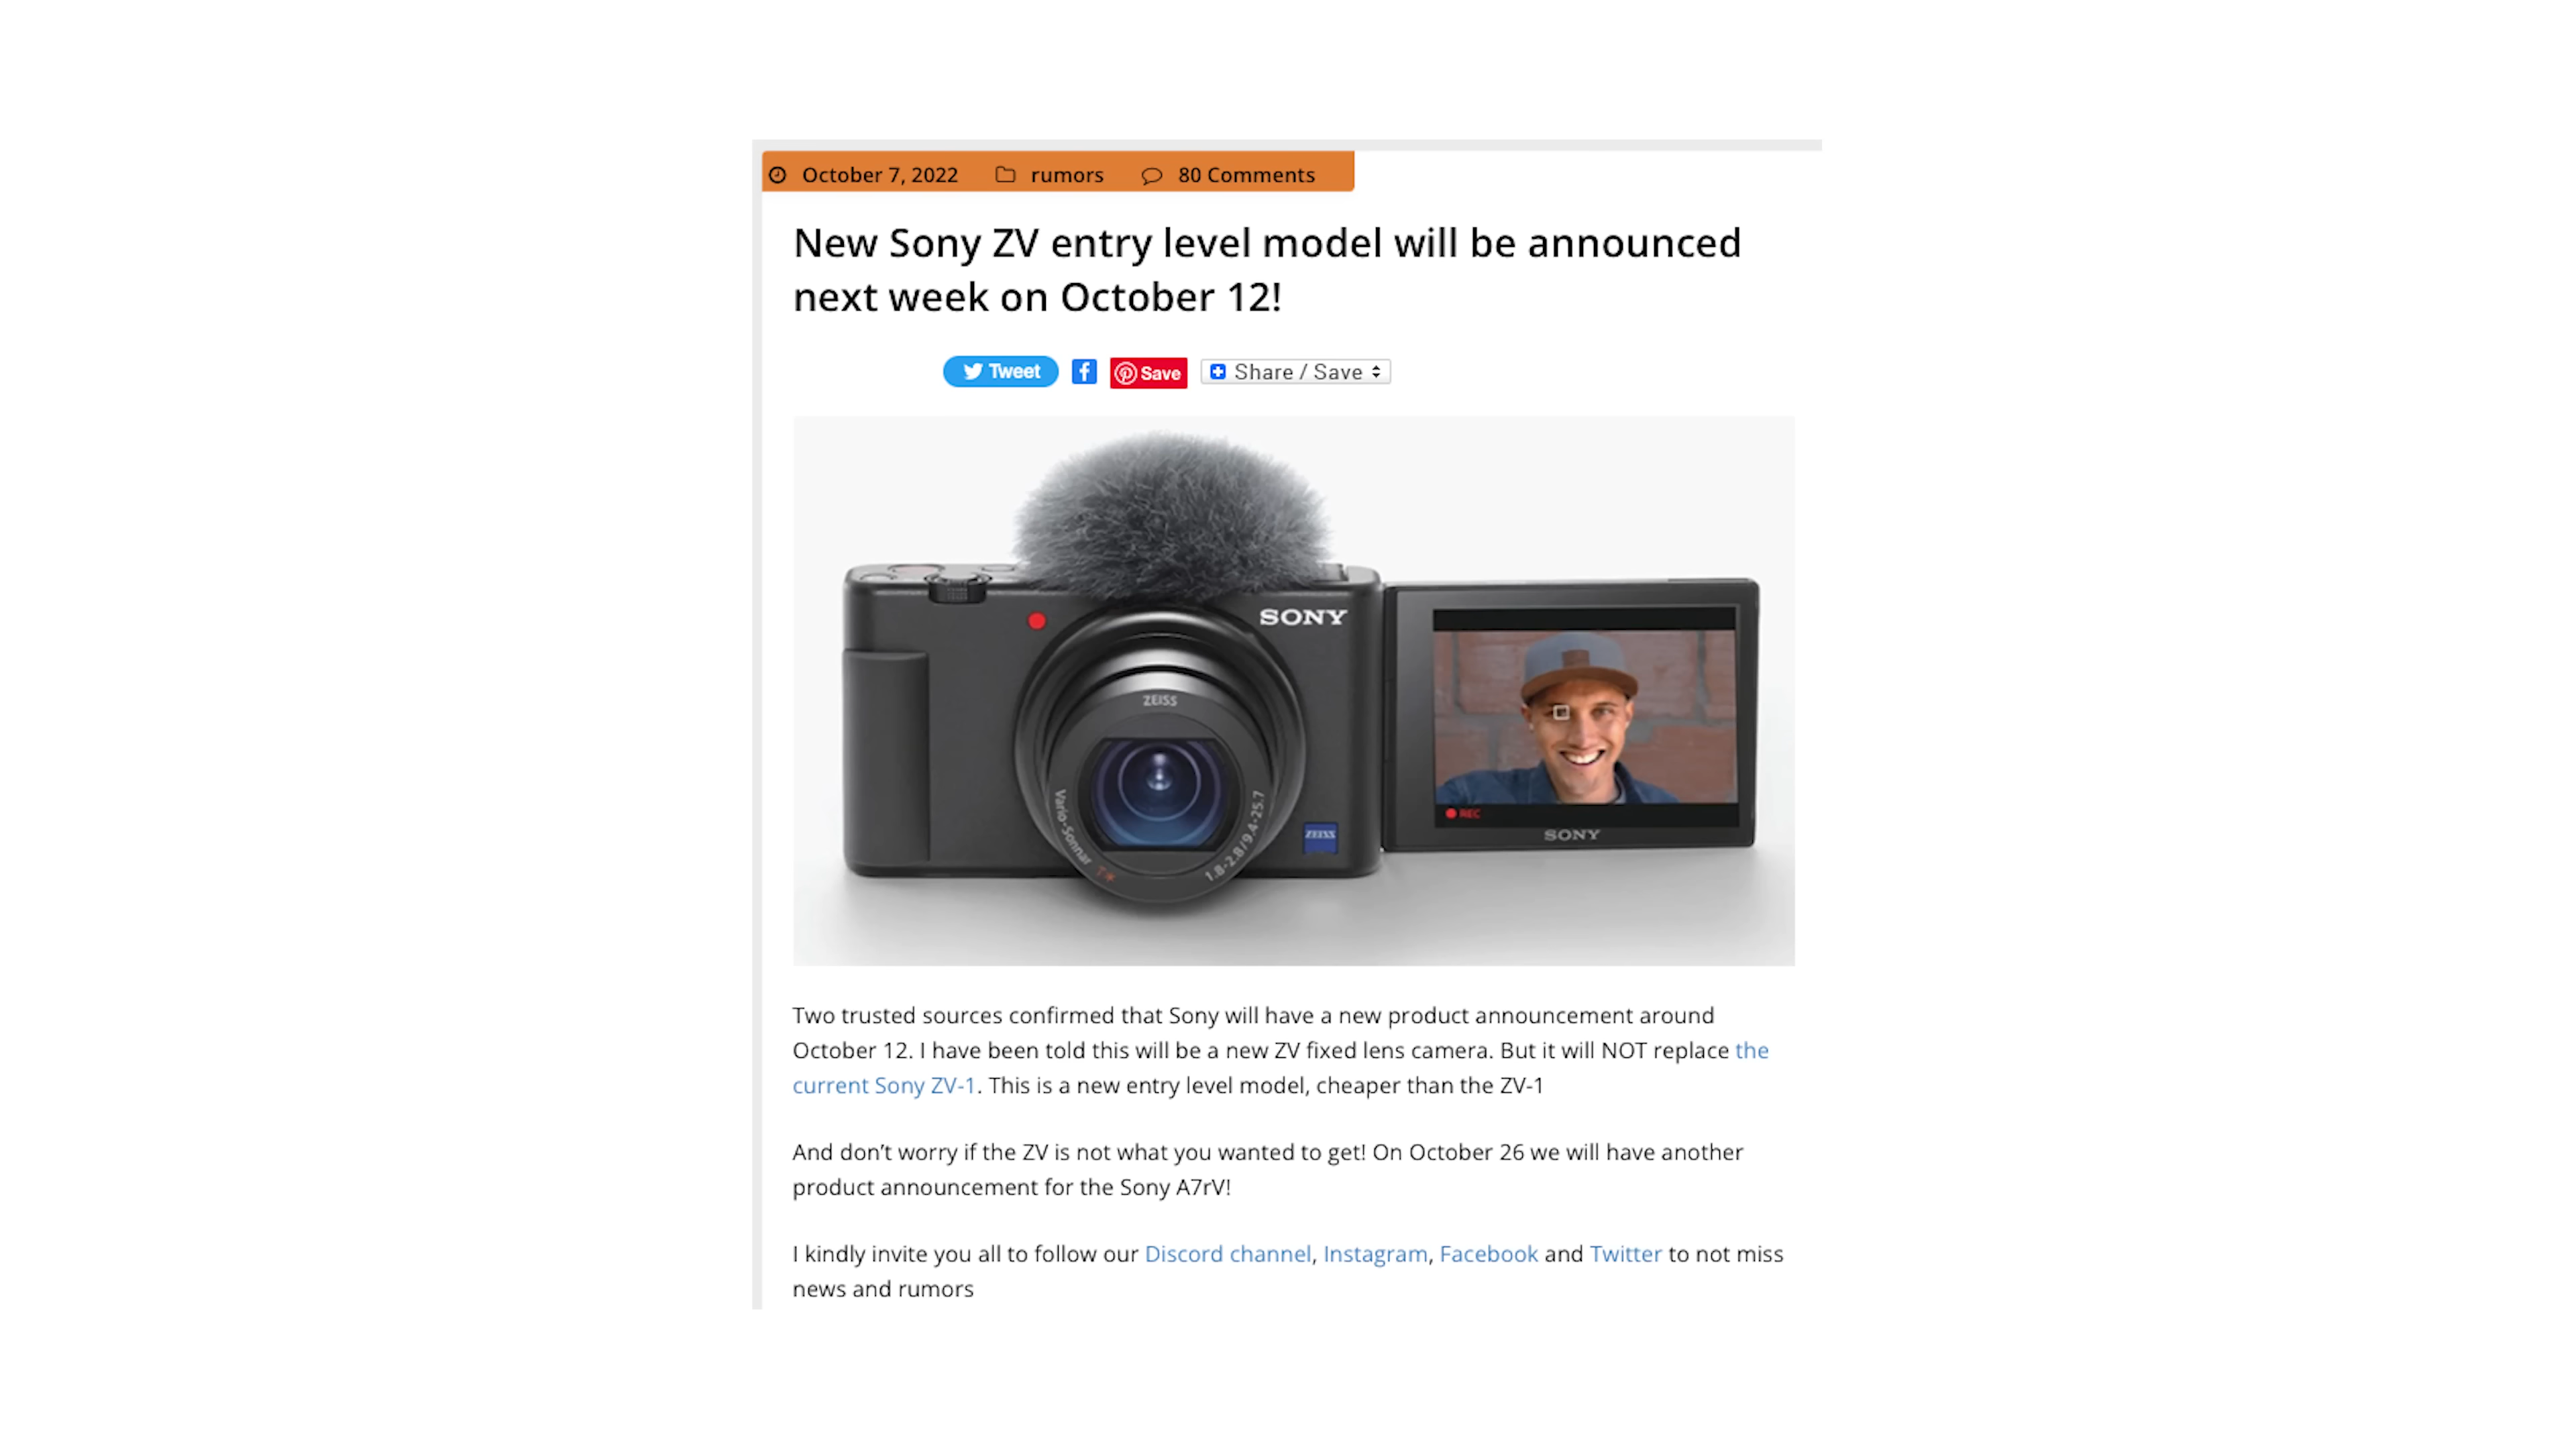 October 7, 2022 rumors 80 Comments
New Sony ZV entry level model will be announced
next week on October 12!
Tweet Save Share / Save
SONY
ZEISS
Vario-Sonnar T* 1.8-2.8/9.4-25.7
ZEISS
REC
SONY
Two trusted sources confirmed that Sony will have a new product announcement around
October 12. I have been told this will be a new ZV fixed lens camera. But it will NOT replace the
current Sony ZV-1. This is a new entry level model, cheaper than the ZV-1
And don’t worry if the ZV is not what you wanted to get! On October 26 we will have another
product announcement for the Sony A7rV!
I kindly invite you all to follow our Discord channel, Instagram, Facebook and Twitter to not miss
news and rumors